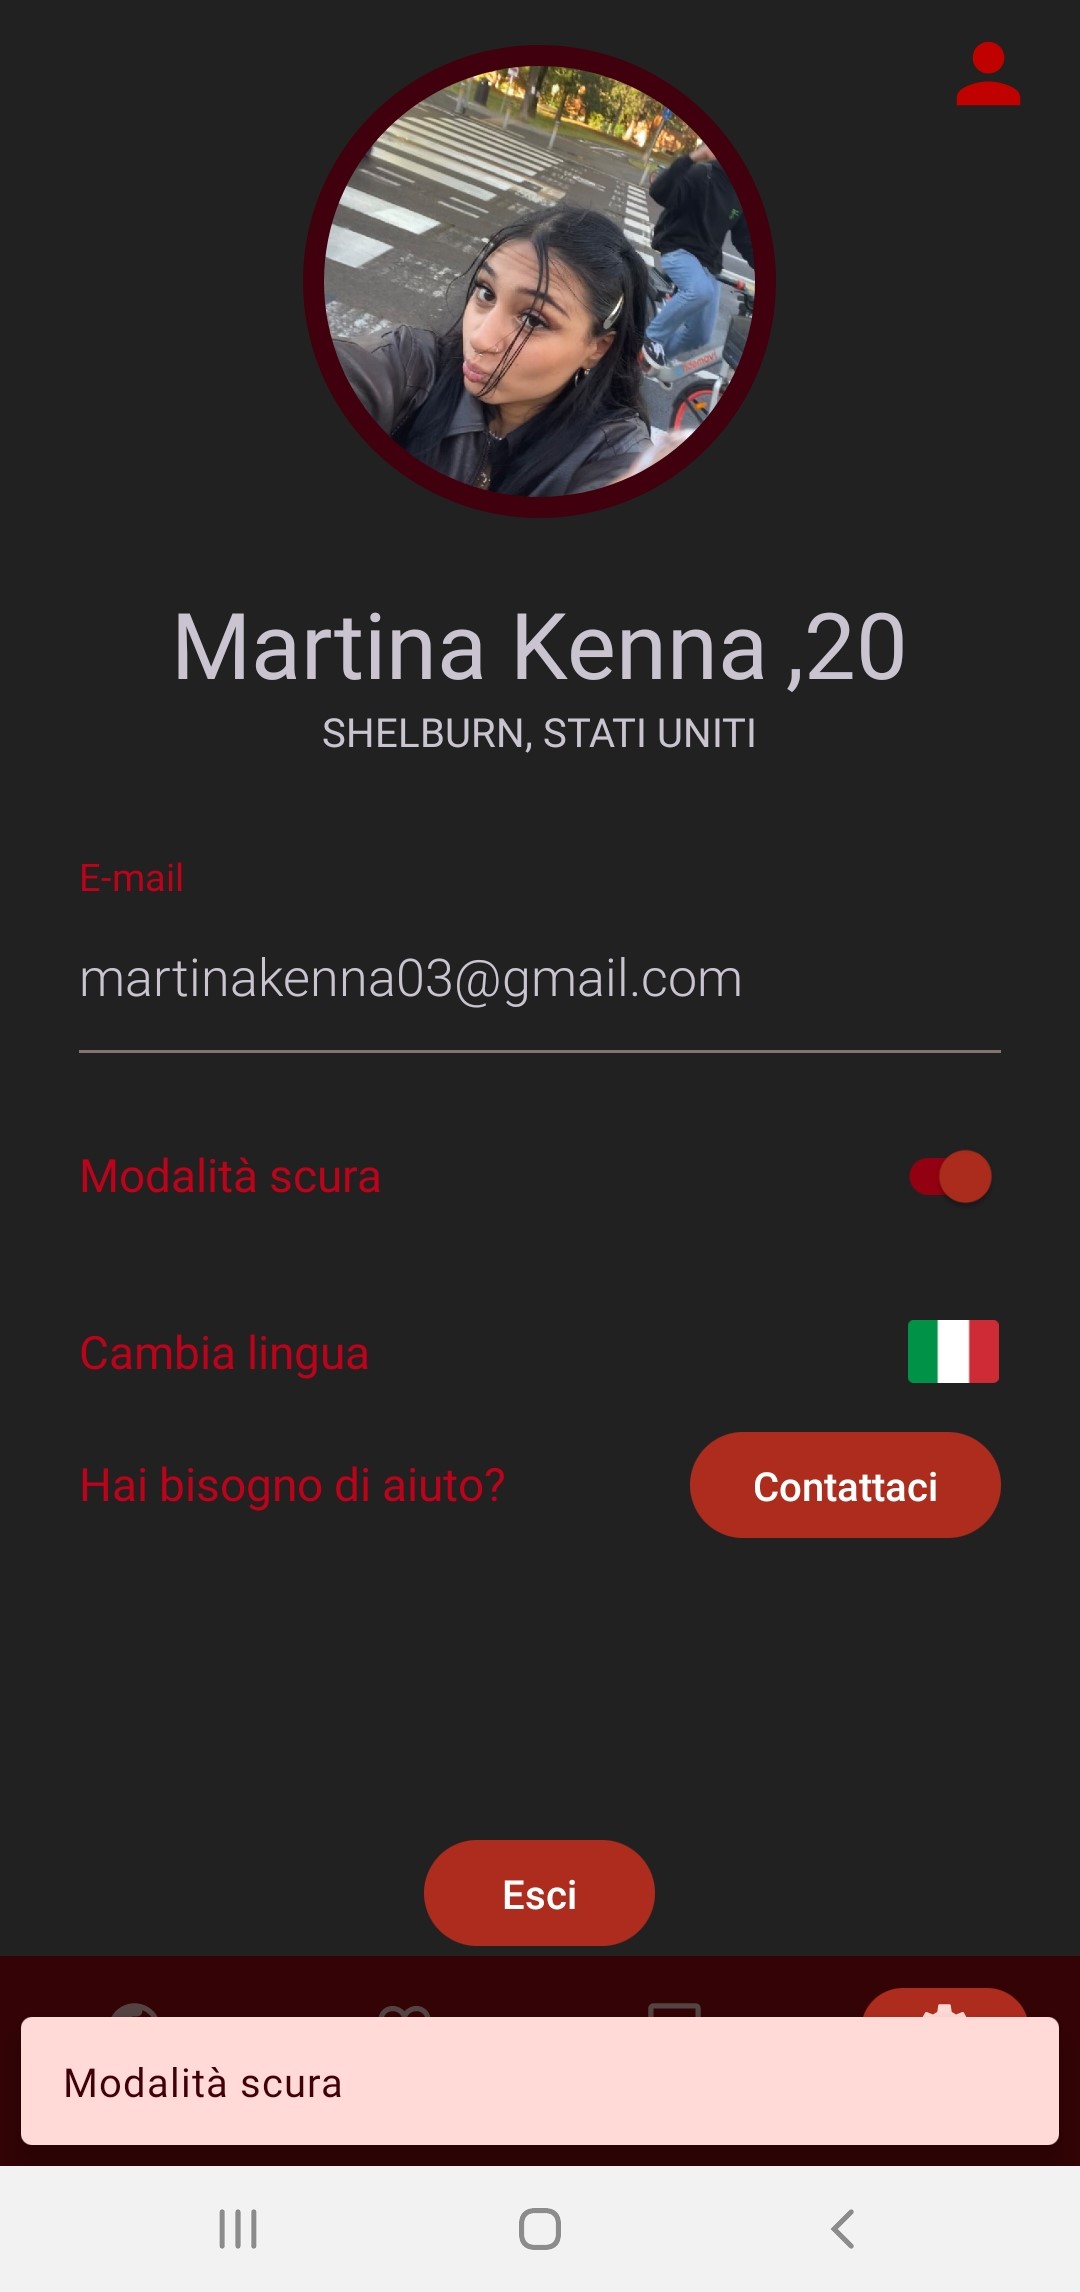 Martina Kenna ,20
SHELBURN, STATI UNITI
E-mail
martinakenna03@gmail.com
Modalità scura
Cambia lingua
Hai bisogno di aiuto?
Contattaci
Esci
Modalità scura